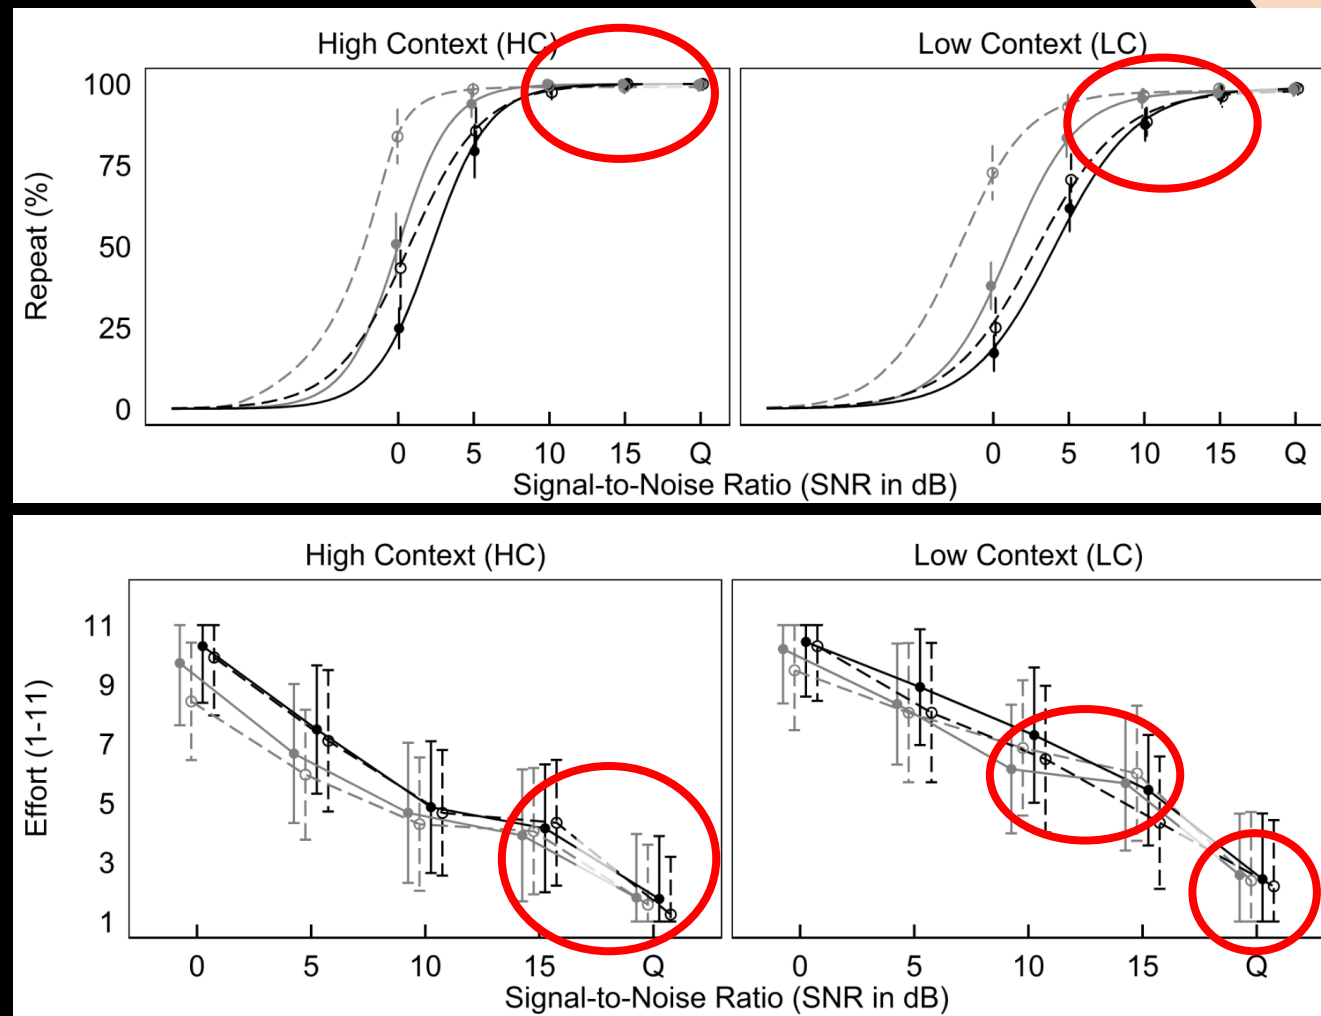 High Context (HC)
Low Context (LC)
Repeat (%)
100
75
50
25
0
0 5 10 15 Q
0 5 10 15 Q
Signal-to-Noise Ratio (SNR in dB)
High Context (HC)
Low Context (LC)
Effort (1-11)
11
9
7
5
3
1
0 5 10 15 Q
0 5 10 15 Q
Signal-to-Noise Ratio (SNR in dB)